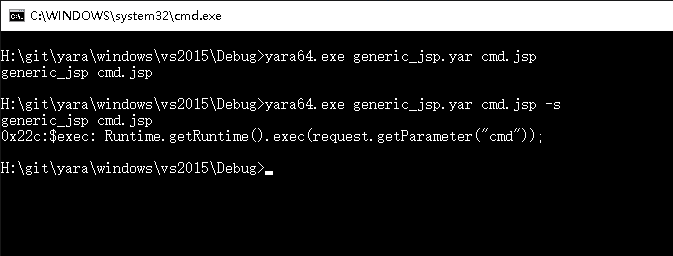 C:\WINDOWS\system32\cmd.exe
H:\git\yara\windows\vs2015\Debug>yara64.exe generic_jsp.yar cmd.jsp
generic_jsp cmd.jsp
H:\git\yara\windows\vs2015\Debug>yara64.exe generic_jsp.yar cmd.jsp -s
generic_jsp cmd.jsp
0x22c:$exec: Runtime.getRuntime().exec(request.getParameter("cmd"));
H:\git\yara\windows\vs2015\Debug>